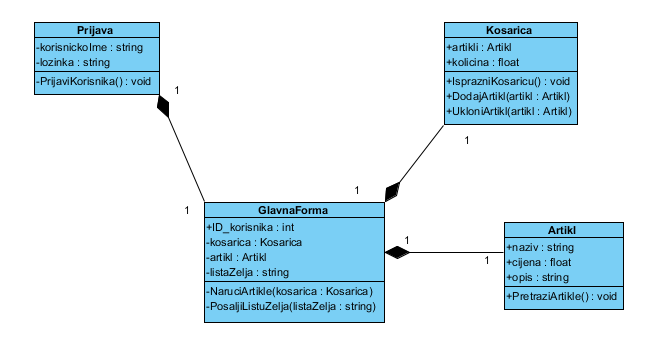 Prijava
-korisnickoIme : string
-lozinka : string
-PrijaviKorisnika() : void
1
1
Kosarica
+artikli : Artikl
+kolicina : float
+IsprazniKosaricu() : void
+DodajArtikl(artikl : Artikl)
+UkloniArtikl(artikl : Artikl)
1
1
GlavnaForma
+ID_korisnika : int
-kosarica : Kosarica
-artikl : Artikl
-listaZelja : string
-NaruciArtikle(kosarica : Kosarica)
-PosaljiListuZelja(listaZelja : string)
1
1
Artikl
+naziv : string
+cijena : float
+opis : string
+PretraziArtikle() : void